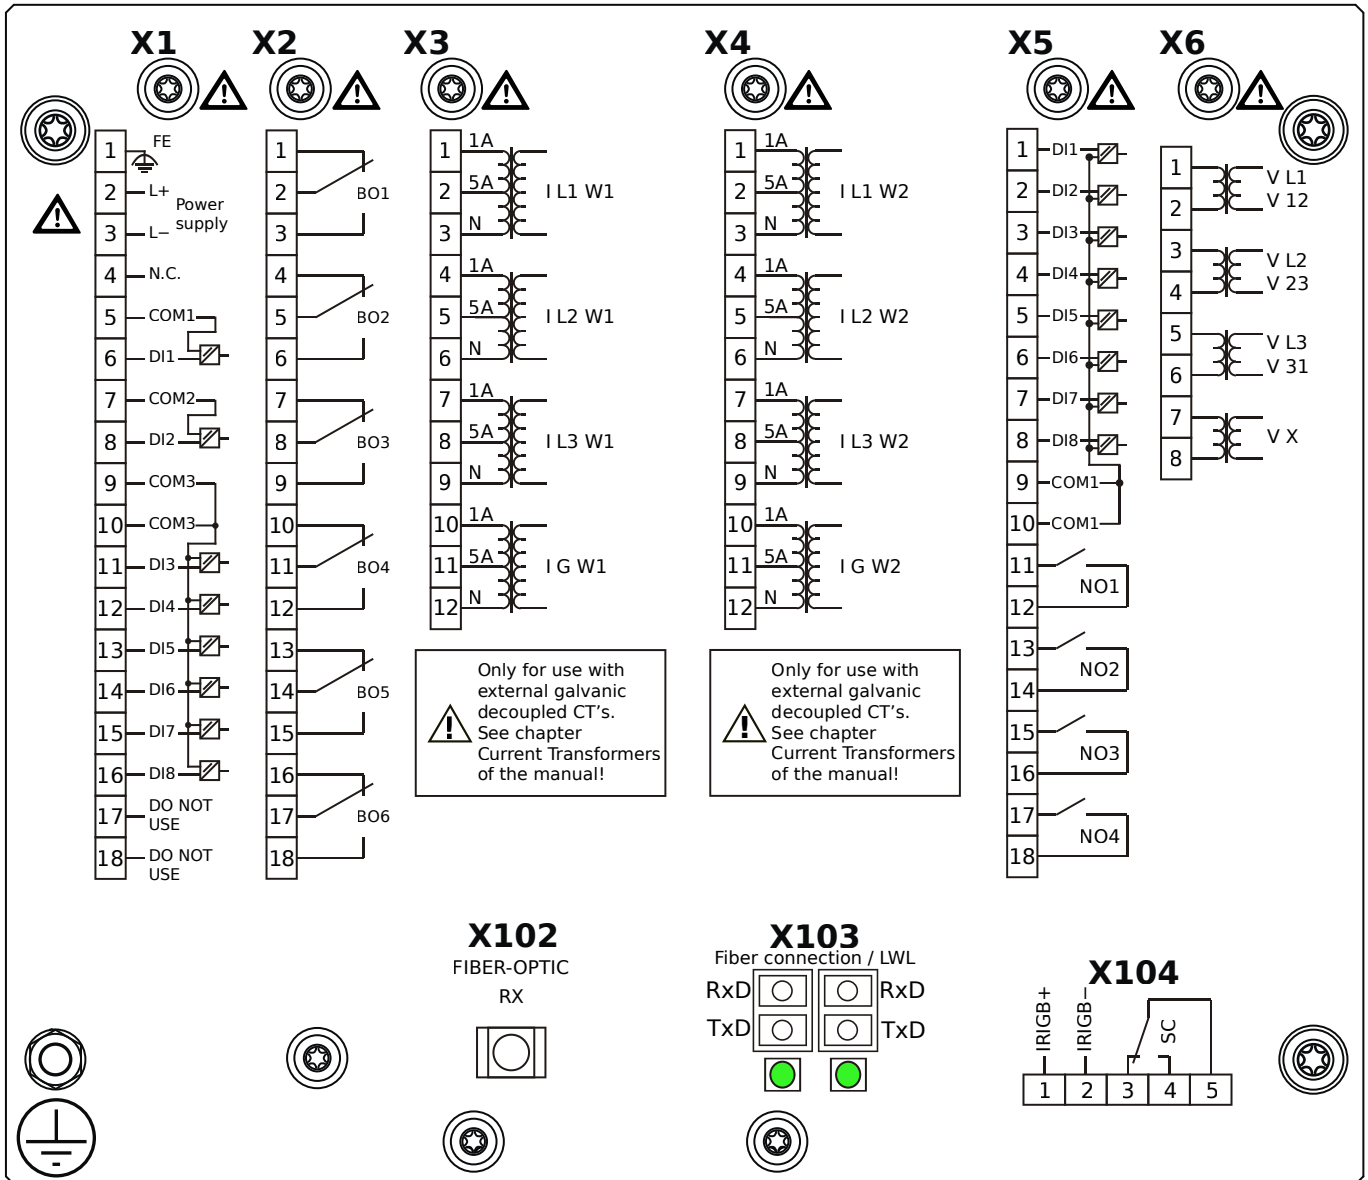 X1
X2
X3
X4
X5
X6
1 FE
2 L+
Power
supply
3 L−
4 N.C.
5 COM1
6 DI1
7 COM2
8 DI2
9 COM3
10 COM3
11 DI3
12 DI4
13 DI5
14 DI6
15 DI7
16 DI8
17 DO NOT
USE
18 DO NOT
USE
1
2 BO1
3
4
5 BO2
6
7
8 BO3
9
10
11 BO4
12
13
14 BO5
15
16
17 BO6
18
1 1A
2 5A I L1 W1
3 N
4 1A
5 5A I L2 W1
6 N
7 1A
8 5A I L3 W1
9 N
10 1A
11 5A I G W1
12 N
Only for use with
external galvanic
decoupled CT's.
See chapter
Current Transformers
of the manual!
1 1A
2 5A I L1 W2
3 N
4 1A
5 5A I L2 W2
6 N
7 1A
8 5A I L3 W2
9 N
10 1A
11 5A I G W2
12 N
Only for use with
external galvanic
decoupled CT's.
See chapter
Current Transformers
of the manual!
1 DI1
2 DI2
3 DI3
4 DI4
5 DI5
6 DI6
7 DI7
8 DI8
9 COM1
10 COM1
11
NO1
12
13
NO2
14
15
NO3
16
17
NO4
18
1 V L1
2 V 12
3 V L2
4 V 23
5 V L3
6 V 31
7
V X
8
X102
FIBER-OPTIC
RX
X103
Fiber connection / LWL
RxD RxD
TxD TxD
X104
IRIGB+
IRIGB−
SC
1 2 3 4 5